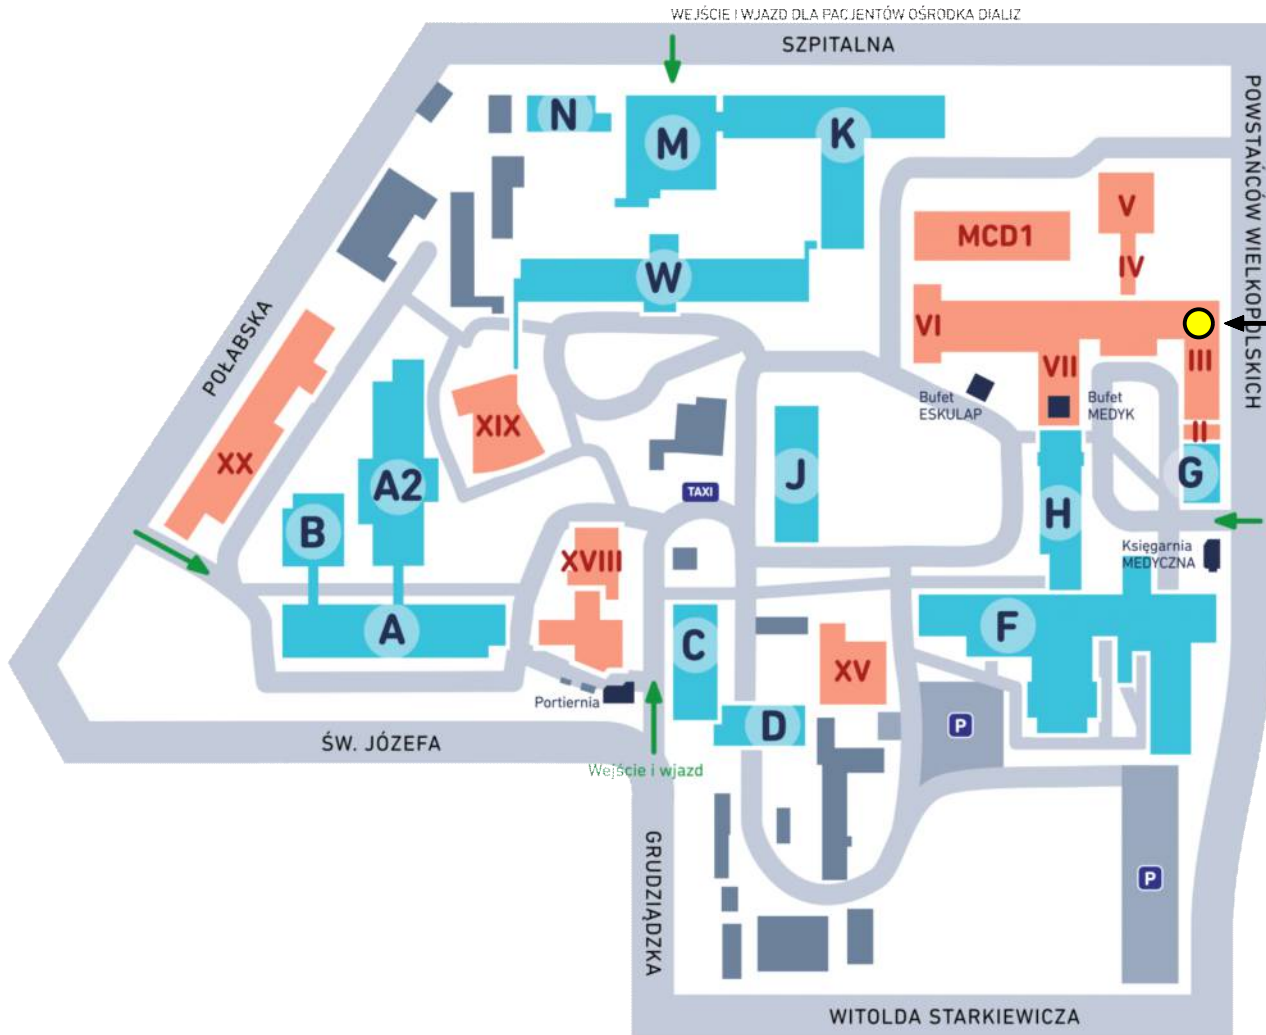 WEJŚCIE I WJAZD DLA PACJENTÓW OŚRODKA DIALIZ
SZPITALNA
POWSTAŃCÓW WIELKOPOLSKICH
N
M
K
V
MCD1
IV
W
VI
III
VII
POŁABSKA
Bufet
ESKULAP
Bufet
MEDYK
XIX
II
XX
A2
J
G
TAXI
B
H
Księgarnia
MEDYCZNA
XVIII
A
C
F
XV
Portiernia
D
P
ŚW. JÓZEFA
Wejście i wjazd
GRUDZIĄDZKA
P
WITOLDA STARKIEWICZA